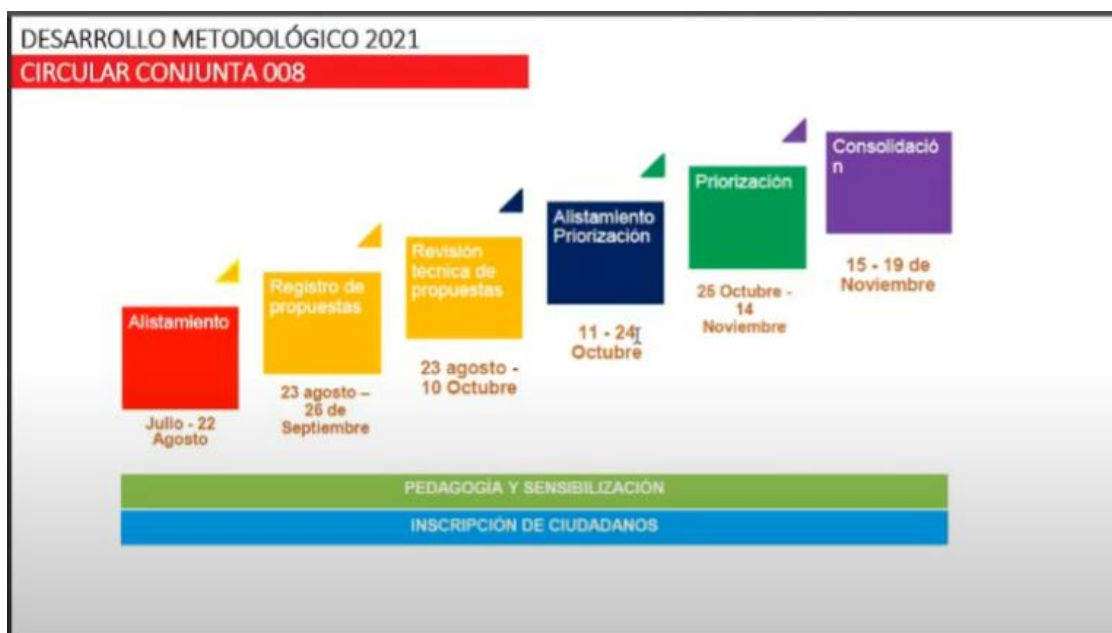 DESARROLLO METODOLÓGICO 2021
CIRCULAR CONJUNTA 008
Alistamiento
Julio - 22
Agosto
Registro de
propuestas
23 agosto –
26 de
Septiembre
Revisión
técnica de
propuestas
23 agosto -
10 Octubre
Alistamiento
Priorización
11 - 24
Octubre
Priorización
25 Octubre -
14
Noviembre
Consolidació
n
15 - 19 de
Noviembre
PEDAGOGÍA Y SENSIBILIZACIÓN
INSCRIPCIÓN DE CIUDADANOS